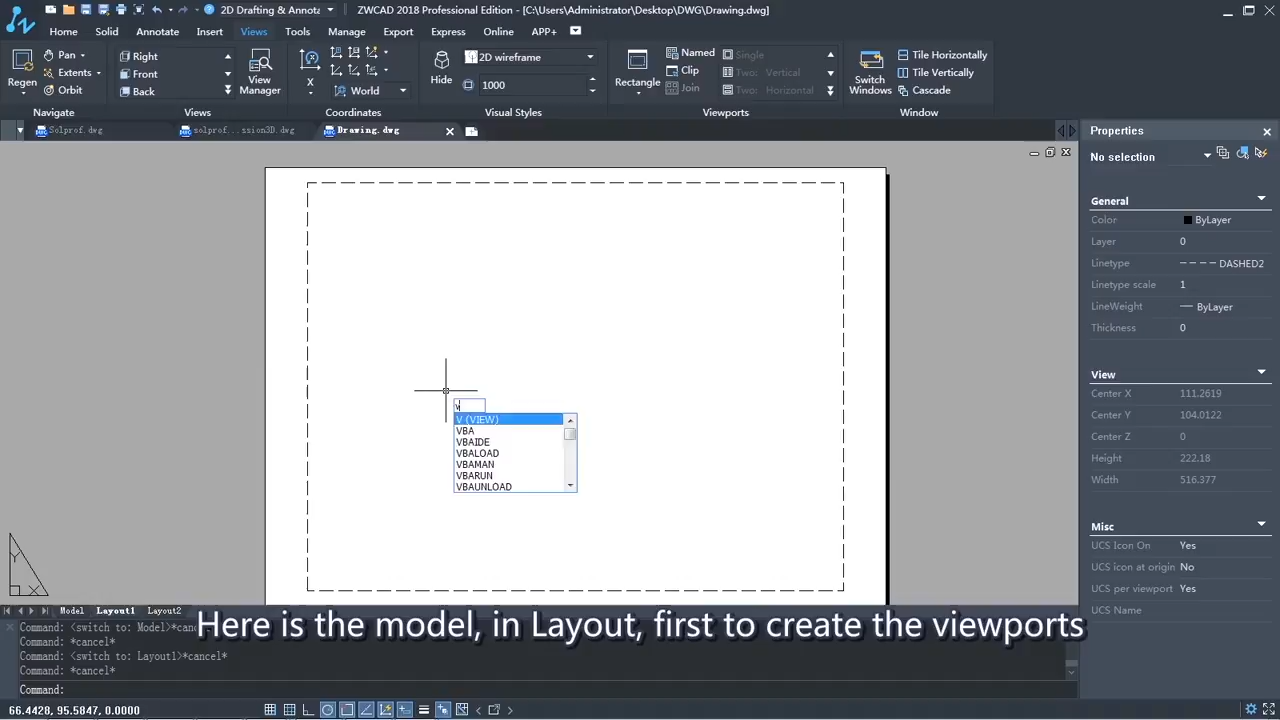 2D Drafting & Annotat
ZWCAD 2018 Professional Edition - [C:\Users\Administrator\Desktop\DWG\Drawing.dwg]
Home Solid Annotate Insert Views Tools Manage Export Express Online APP+
Regen
Pan
Extents
Orbit
Navigate
Right
Front
Back
View Manager
Views
X
World
Coordinates
Hide
2D wireframe
1000
Visual Styles
Rectangle
Named
Clip
Join
Single
Two: Vertical
Two: Horizontal
Viewports
Switch Windows
Tile Horizontally
Tile Vertically
Cascade
Window
Solprof.dwg
solprof...ssion3D.dwg
Drawing.dwg
Properties
No selection
General
Color ByLayer
Layer 0
Linetype DASHED2
Linetype scale 1
LineWeight ByLayer
Thickness 0
View
Center X 111.2619
Center Y 104.0122
Center Z 0
Height 222.18
Width 516.377
Misc
UCS Icon On Yes
UCS icon at origin No
UCS per viewport Yes
UCS Name
v
V (VIEW)
VBA
VBAIDE
VBALOAD
VBAMAN
VBARUN
VBAUNLOAD
Y
X
Model Layout1 Layout2
Here is the model, in Layout, first to create the viewports
Command: <switch to: Model>*canc
Command: *cancel*
Command: <switch to: Layout1>*cancel*
Command: *cancel*
Command:
66.4428, 95.5847, 0.0000